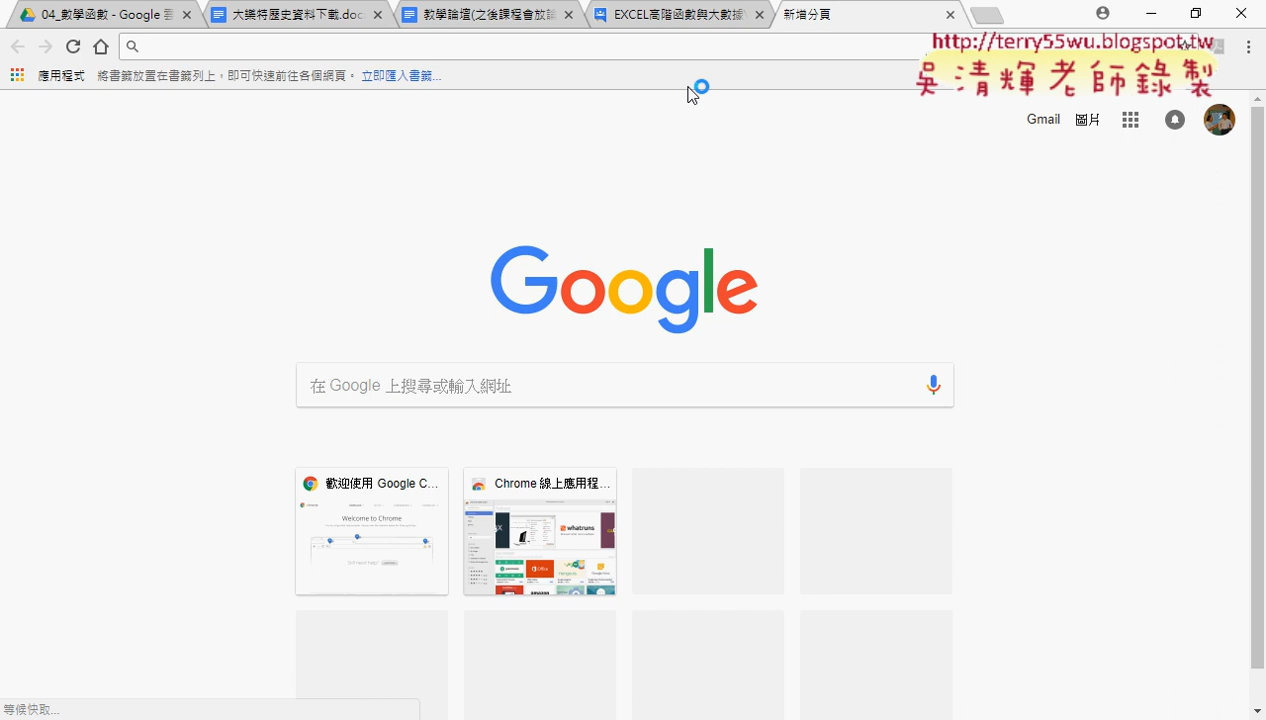 04_數學函數 - Google 雲
大樂特歷史資料下載.doc
教學論壇(之後課程會放論
EXCEL高階函數與大數據V
新增分頁
http://terry55wu.blogspot.tw
應用程式
將書籤放置在書籤列上，即可快速前往各個網頁。
立即匯入書籤...
吳清輝老師錄製
Gmail
圖片
Google
在 Google 上搜尋或輸入網址
歡迎使用 Google C...
Chrome 線上應用程...
Welcome to Chrome
whatruns
Office
等候快取...